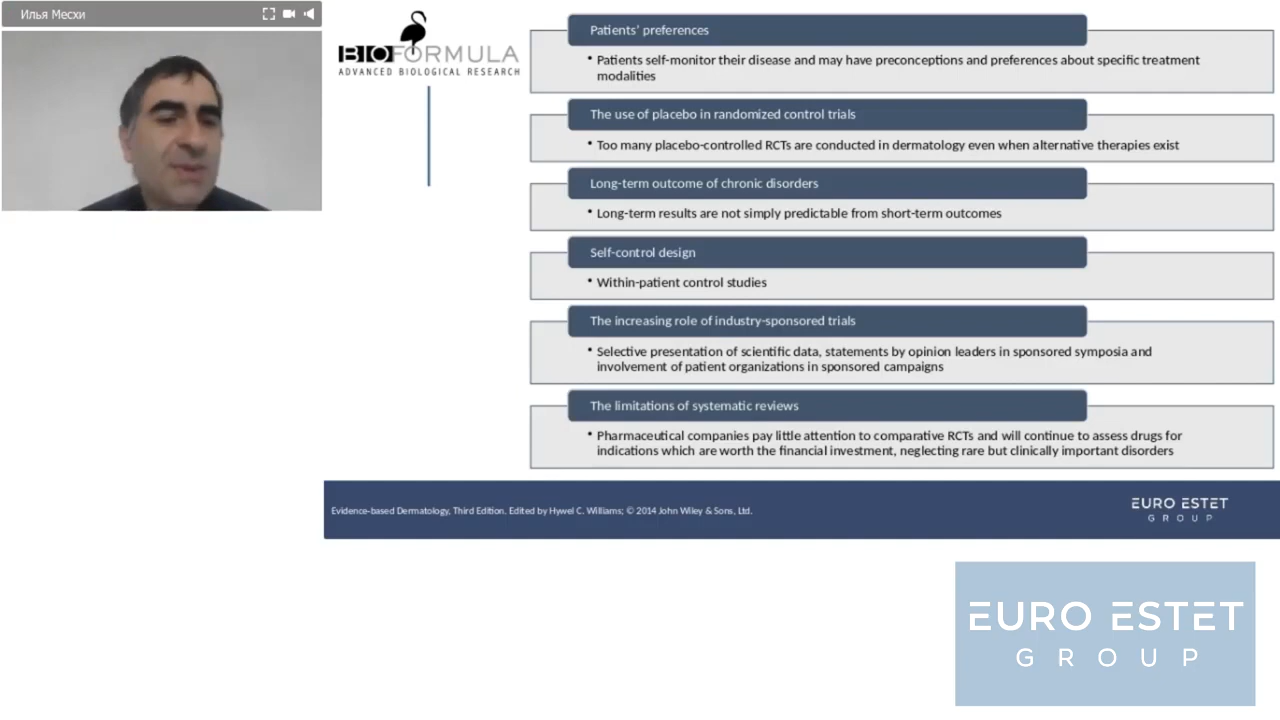 Илья Месхи
BIOFORMULA
ADVANCED BIOLOGICAL RESEARCH
Patients' preferences
• Patients self-monitor their disease and may have preconceptions and preferences about specific treatment
modalities
The use of placebo in randomized control trials
• Too many placebo-controlled RCTs are conducted in dermatology even when alternative therapies exist
Long-term outcome of chronic disorders
• Long-term results are not simply predictable from short-term outcomes
Self-control design
• Within-patient control studies
The increasing role of industry-sponsored trials
• Selective presentation of scientific data, statements by opinion leaders in sponsored symposia and
involvement of patient organizations in sponsored campaigns
The limitations of systematic reviews
• Pharmaceutical companies pay little attention to comparative RCTs and will continue to assess drugs for
indications which are worth the financial investment, neglecting rare but clinically important disorders
Evidence-based Dermatology, Third Edition. Edited by Hywel C. Williams; © 2014 John Wiley & Sons, Ltd.
EURO ESTET
GROUP
EURO ESTET
GROUP